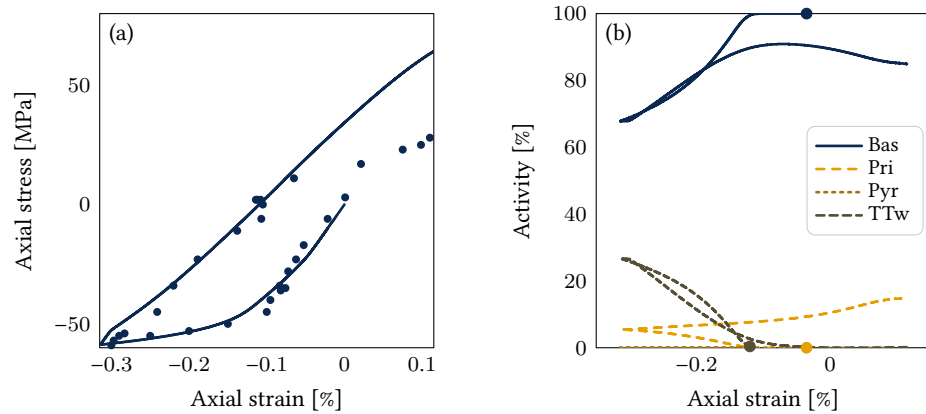 (a)
50
0
−50
−0.3
−0.2
−0.1
0
0.1
Axial strain [%]
Axial stress [MPa]
(b)
100
80
60
40
20
0
−0.2
0
Axial strain [%]
Activity [%]
Bas
Pri
Pyr
TTw